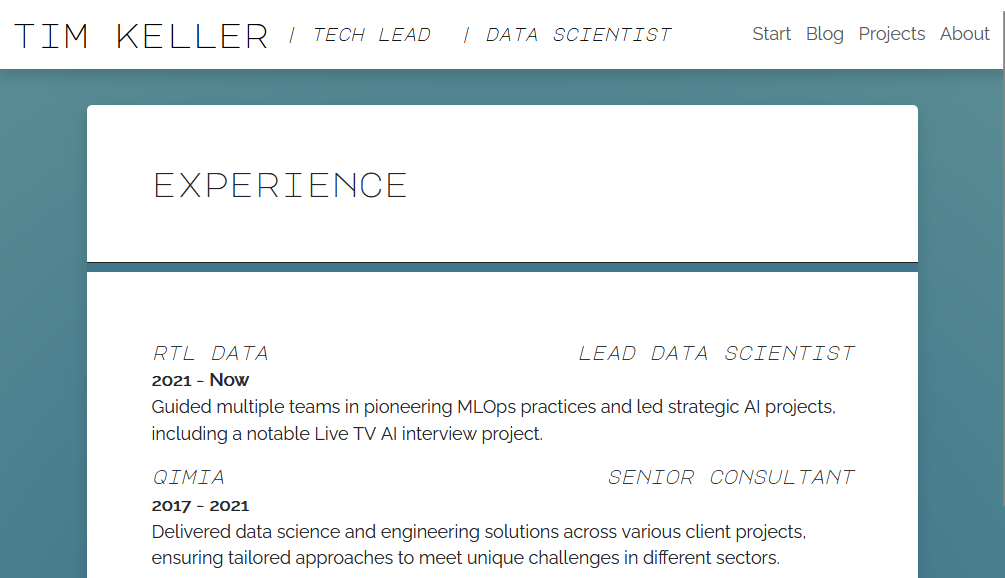 TIM KELLER / TECH LEAD | DATA SCIENTIST Start Blog Projects About
EXPERIENCE
RTL DATA LEAD DATA SCIENTIST
2021 - Now
Guided multiple teams in pioneering MLOps practices and led strategic AI projects,
including a notable Live TV AI interview project.
QIMIA SENIOR CONSULTANT
2017 - 2021
Delivered data science and engineering solutions across various client projects,
ensuring tailored approaches to meet unique challenges in different sectors.